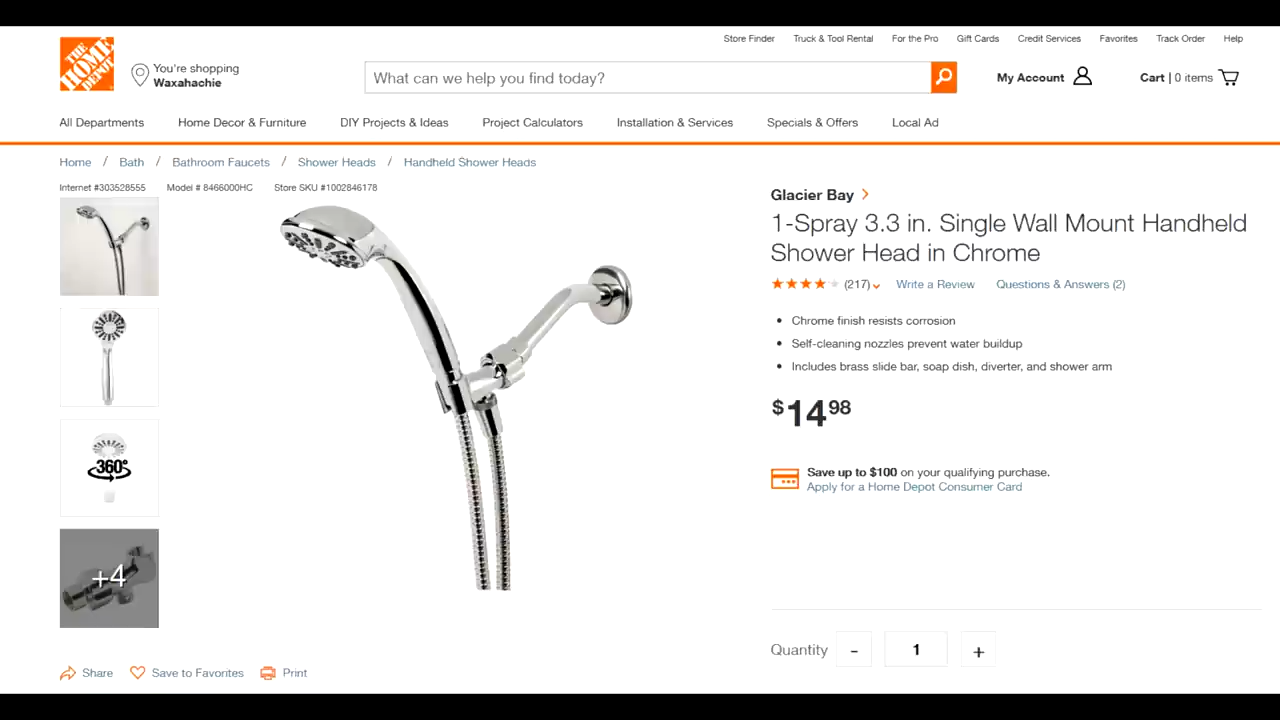 Store Finder Truck & Tool Rental For the Pro Gift Cards Credit Services Favorites Track Order Help
THE HOME DEPOT
You're shopping
Waxahachie
What can we help you find today?
My Account
Cart | 0 items
All Departments Home Decor & Furniture DIY Projects & Ideas Project Calculators Installation & Services Specials & Offers Local Ad
Home / Bath / Bathroom Faucets / Shower Heads / Handheld Shower Heads
Internet #303528555 Model # 8466000HC Store SKU #1002846178
360°
+4
Share Save to Favorites Print
Glacier Bay
1-Spray 3.3 in. Single Wall Mount Handheld
Shower Head in Chrome
(217) Write a Review Questions & Answers (2)
• Chrome finish resists corrosion
• Self-cleaning nozzles prevent water buildup
• Includes brass slide bar, soap dish, diverter, and shower arm
$14 98
Save up to $100 on your qualifying purchase.
Apply for a Home Depot Consumer Card
Quantity - 1 +